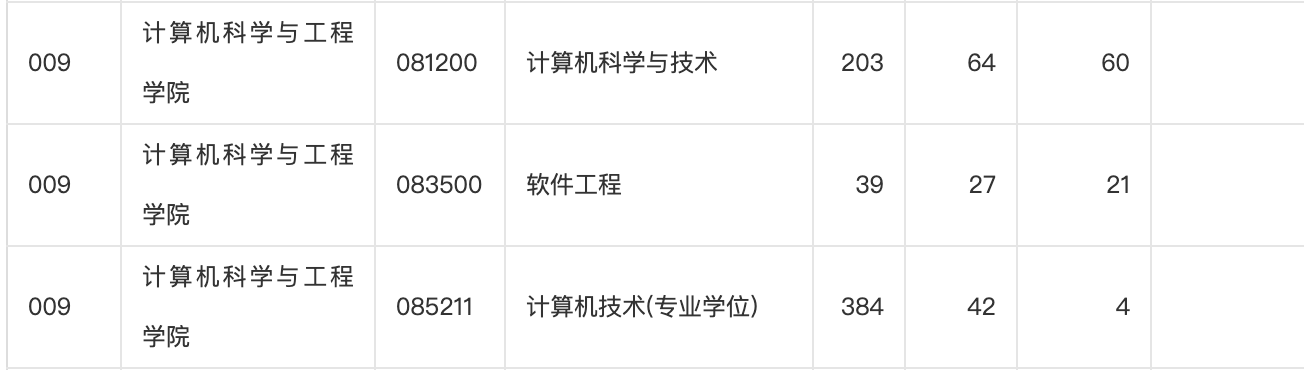 009 计算机科学与工程学院 081200 计算机科学与技术 203 64 60
009 计算机科学与工程学院 083500 软件工程 39 27 21
009 计算机科学与工程学院 085211 计算机技术(专业学位) 384 42 4